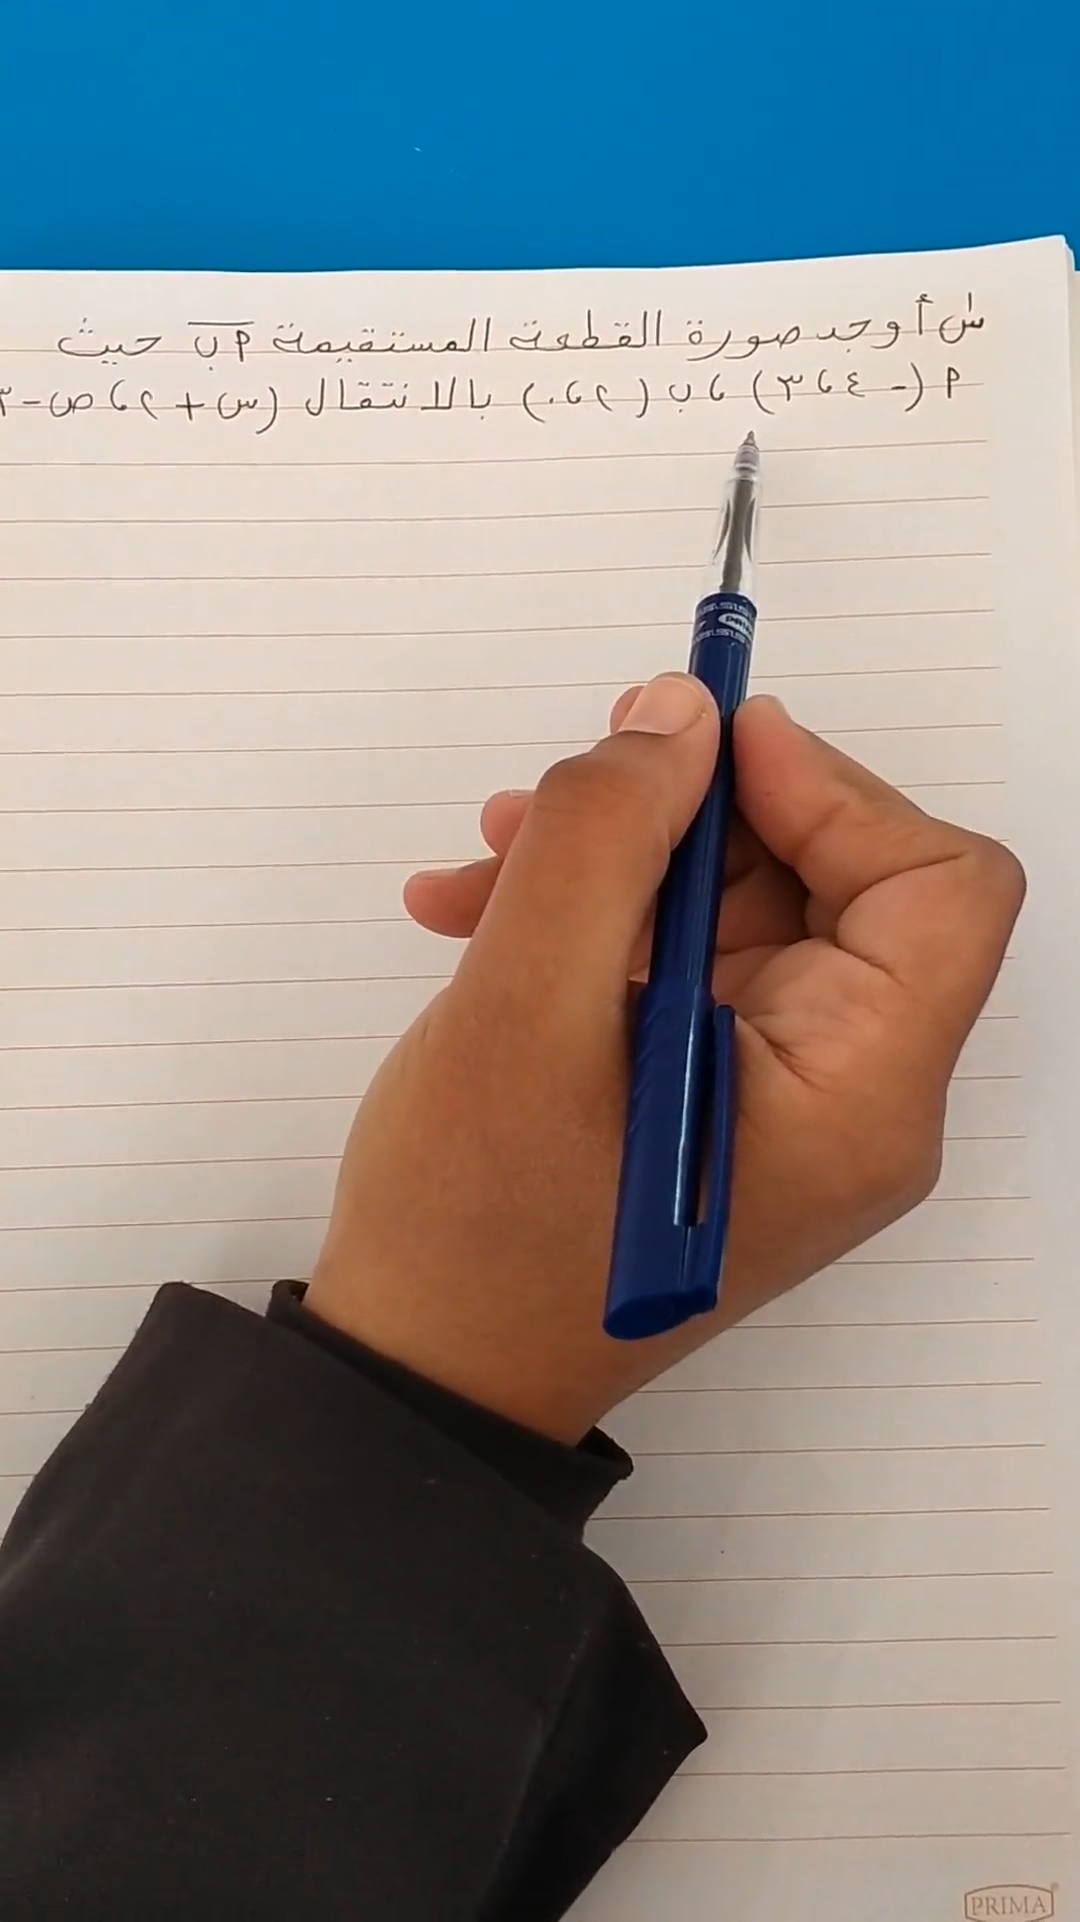 س أوجد صورة القطعة المستقيمة أب حيث
أ (-٤، ٣)، ب (٢، ٠) بالانتقال (س + ٢، ص - ٣
PRIMA